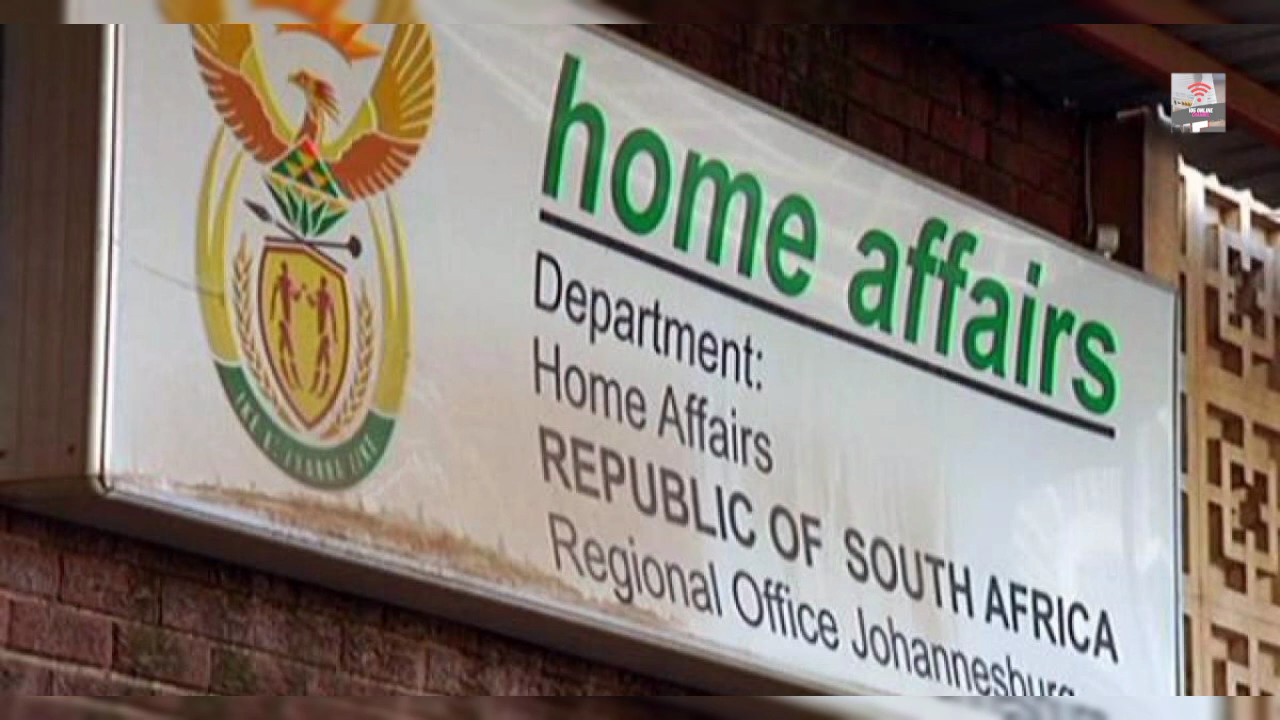 home affairs
Department:
Home Affairs
REPUBLIC OF SOUTH AFRICA
Regional Office Johannesburg